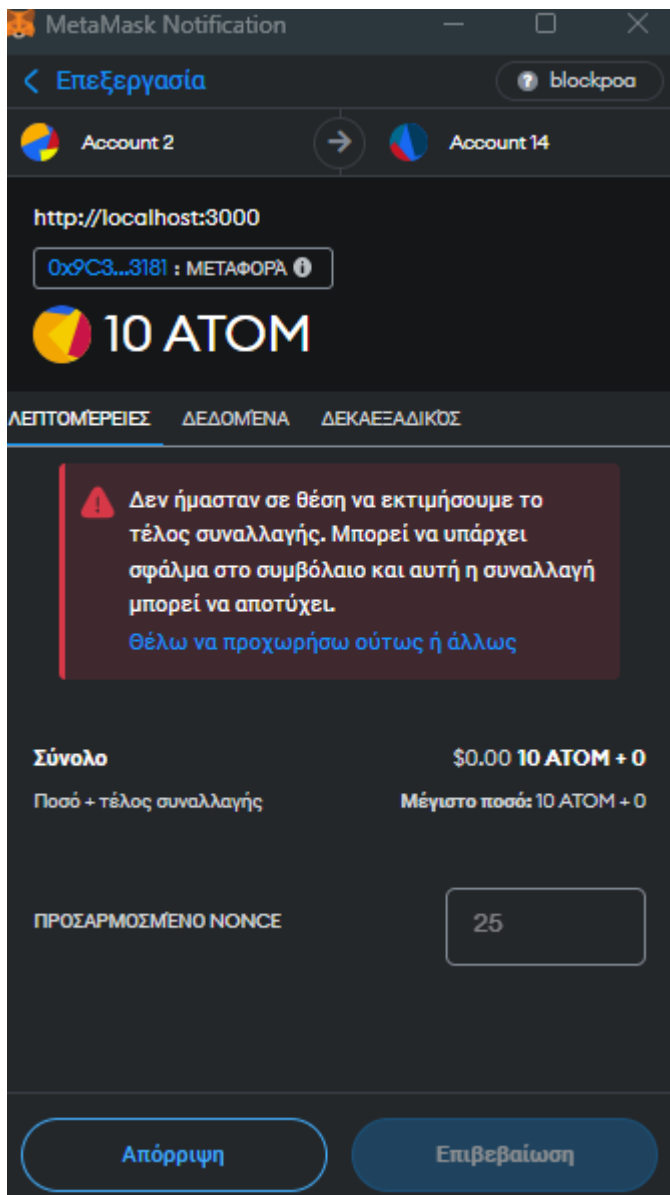 MetaMask Notification
Επεξεργασία
blockpoa
Account 2
Account 14
http://localhost:3000
0x9C3...3181 : ΜΕΤΑΦΟΡΆ
10 ATOM
ΛΕΠΤΟΜΈΡΕΙΕΣ ΔΕΔΟΜΈΝΑ ΔΕΚΑΕΞΑΔΙΚΌΣ
Δεν ήμασταν σε θέση να εκτιμήσουμε το
τέλος συναλλαγής. Μπορεί να υπάρχει
σφάλμα στο συμβόλαιο και αυτή η συναλλαγή
μπορεί να αποτύχει.
Θέλω να προχωρήσω ούτως ή άλλως
Σύνολο $0.00 10 ATOM + 0
Ποσό + τέλος συναλλαγής Μέγιστο ποσό: 10 ATOM + 0
ΠΡΟΣΑΡΜΟΣΜΈΝΟ NONCE 25
Απόρριψη Επιβεβαίωση